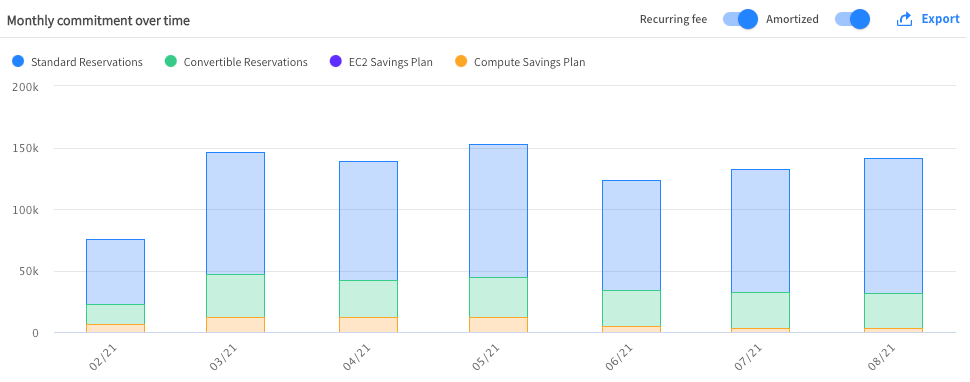 Monthly commitment over time
Recurring fee Amortized Export
Standard Reservations Convertible Reservations EC2 Savings Plan Compute Savings Plan
200k
150k
100k
50k
0
02/21 03/21 04/21 05/21 06/21 07/21 08/21